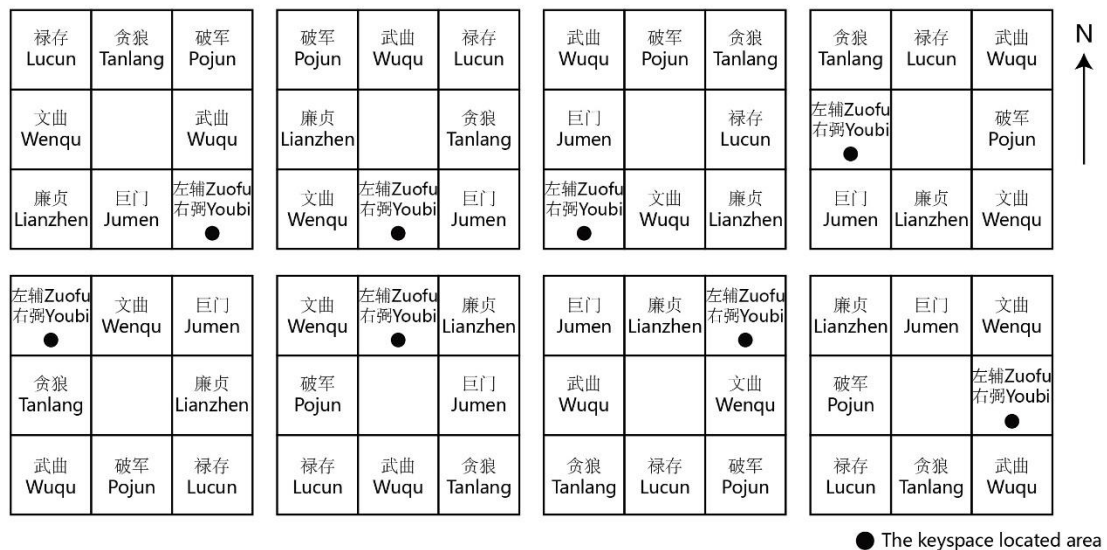 禄存
Lucun
贪狼
Tanlang
破军
Pojun
文曲
Wenqu
武曲
Wuqu
廉贞
Lianzhen
巨门
Jumen
左辅Zuofu
右弼Youbi
破军
Pojun
武曲
Wuqu
禄存
Lucun
廉贞
Lianzhen
贪狼
Tanlang
文曲
Wenqu
左辅Zuofu
右弼Youbi
巨门
Jumen
武曲
Wuqu
破军
Pojun
贪狼
Tanlang
巨门
Jumen
禄存
Lucun
左辅Zuofu
右弼Youbi
文曲
Wuqu
廉贞
Lianzhen
贪狼
Tanlang
禄存
Lucun
武曲
Wuqu
左辅Zuofu
右弼Youbi
破军
Pojun
巨门
Jumen
廉贞
Lianzhen
文曲
Wenqu
N
左辅Zuofu
右弼Youbi
文曲
Wenqu
巨门
Jumen
贪狼
Tanlang
廉贞
Lianzhen
武曲
Wuqu
破军
Pojun
禄存
Lucun
文曲
Wenqu
左辅Zuofu
右弼Youbi
廉贞
Lianzhen
破军
Pojun
巨门
Jumen
禄存
Lucun
武曲
Wuqu
贪狼
Tanlang
巨门
Jumen
廉贞
Lianzhen
左辅Zuofu
右弼Youbi
武曲
Wuqu
文曲
Wenqu
贪狼
Tanlang
禄存
Lucun
破军
Pojun
廉贞
Lianzhen
巨门
Jumen
文曲
Wenqu
破军
Pojun
左辅Zuofu
右弼Youbi
禄存
Lucun
贪狼
Tanlang
武曲
Wuqu
The keyspace located area